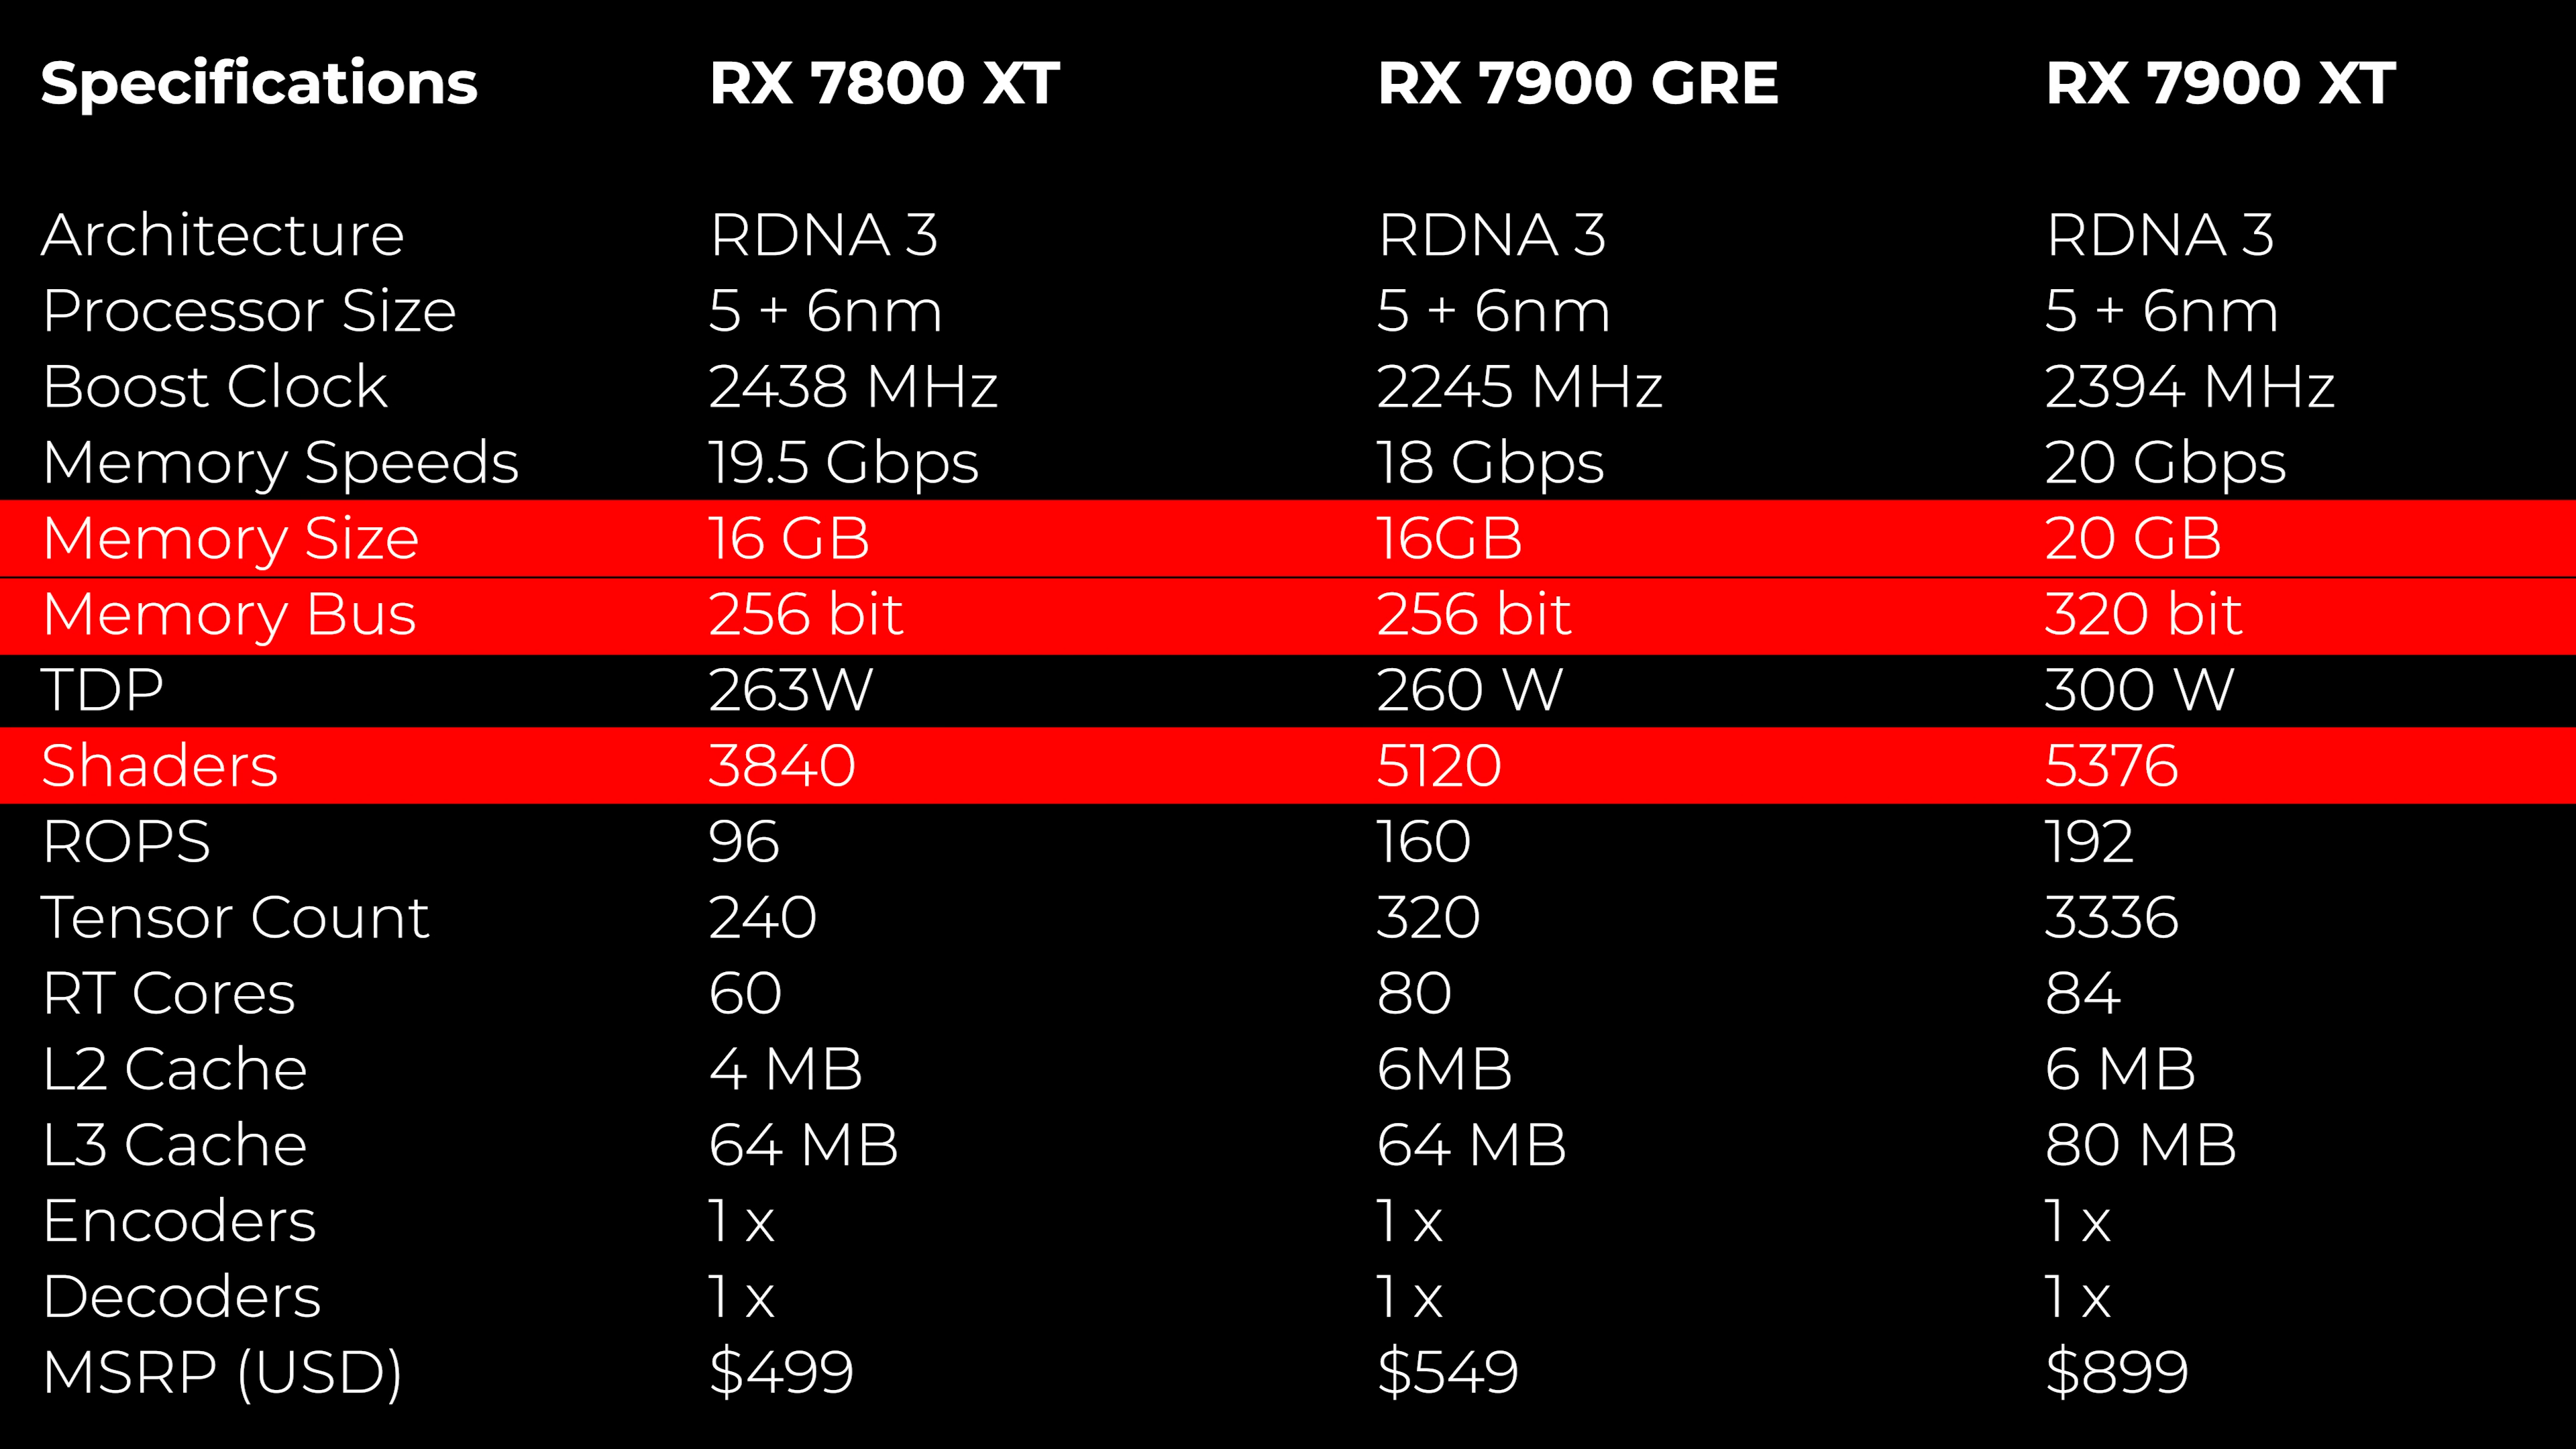 Specifications RX 7800 XT RX 7900 GRE RX 7900 XT
Architecture RDNA 3 RDNA 3 RDNA 3
Processor Size 5 + 6nm 5 + 6nm 5 + 6nm
Boost Clock 2438 MHz 2245 MHz 2394 MHz
Memory Speeds 19.5 Gbps 18 Gbps 20 Gbps
Memory Size 16 GB 16GB 20 GB
Memory Bus 256 bit 256 bit 320 bit
TDP 263W 260 W 300 W
Shaders 3840 5120 5376
ROPS 96 160 192
Tensor Count 240 320 3336
RT Cores 60 80 84
L2 Cache 4 MB 6MB 6 MB
L3 Cache 64 MB 64 MB 80 MB
Encoders 1 x 1 x 1 x
Decoders 1 x 1 x 1 x
MSRP (USD) $499 $549 $899